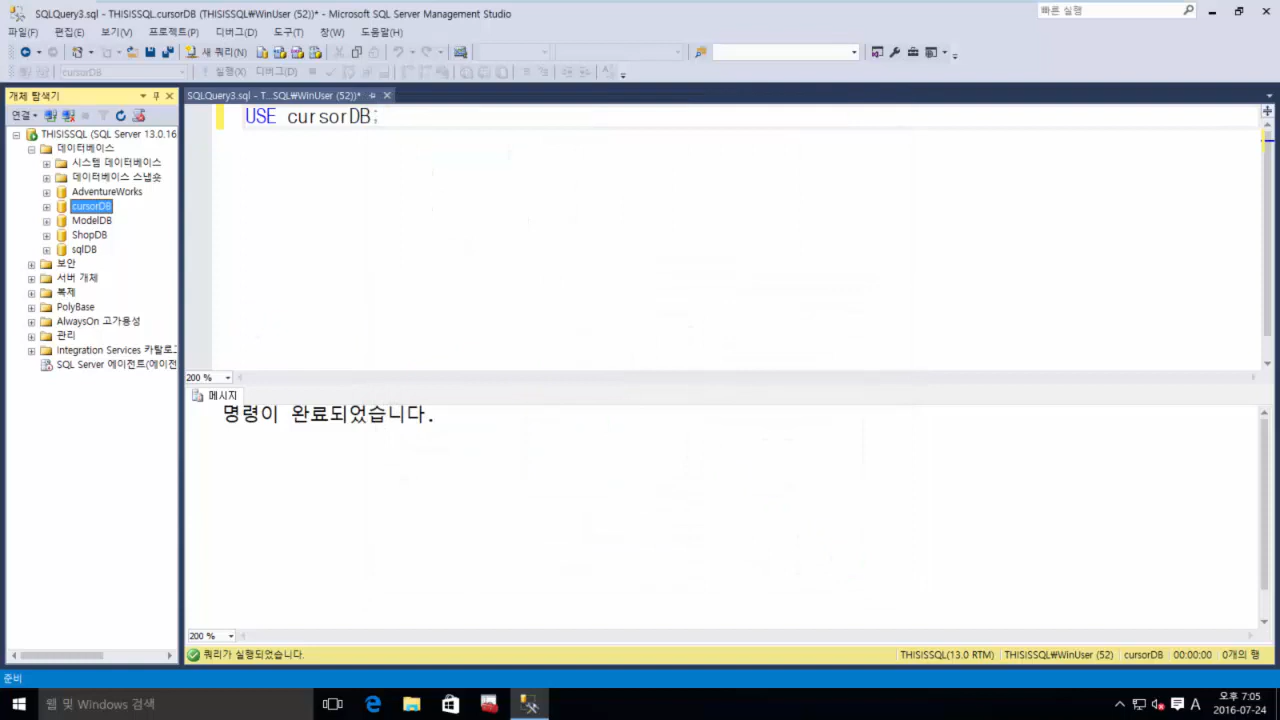 SQLQuery3.sql - THISISSQL.cursorDB (THISISSQL￦WinUser (52))* - Microsoft SQL Server Management Studio
빠른 실행
파일(F) 편집(E) 보기(V) 프로젝트(P) 디버그(D) 도구(T) 창(W) 도움말(H)
새 쿼리(N)
cursorDB 실행(X) 디버그(D)
개체 탐색기
SQLQuery3.sql - T...SQL￦WinUser (52))*
연결
USE cursorDB;
THISISSQL (SQL Server 13.0.16
데이터베이스
시스템 데이터베이스
데이터베이스 스냅숏
AdventureWorks
cursorDB
ModelDB
ShopDB
sqlDB
보안
서버 개체
복제
PolyBase
AlwaysOn 고가용성
관리
Integration Services 카탈로그
SQL Server 에이전트(에이전
200 %
메시지
명령이 완료되었습니다.
200 %
쿼리가 실행되었습니다.
THISISSQL(13.0 RTM) THISISSQL￦WinUser (52) cursorDB 00:00:00 0개의 행
준비
웹 및 Windows 검색
A
오후 7:05
2016-07-24